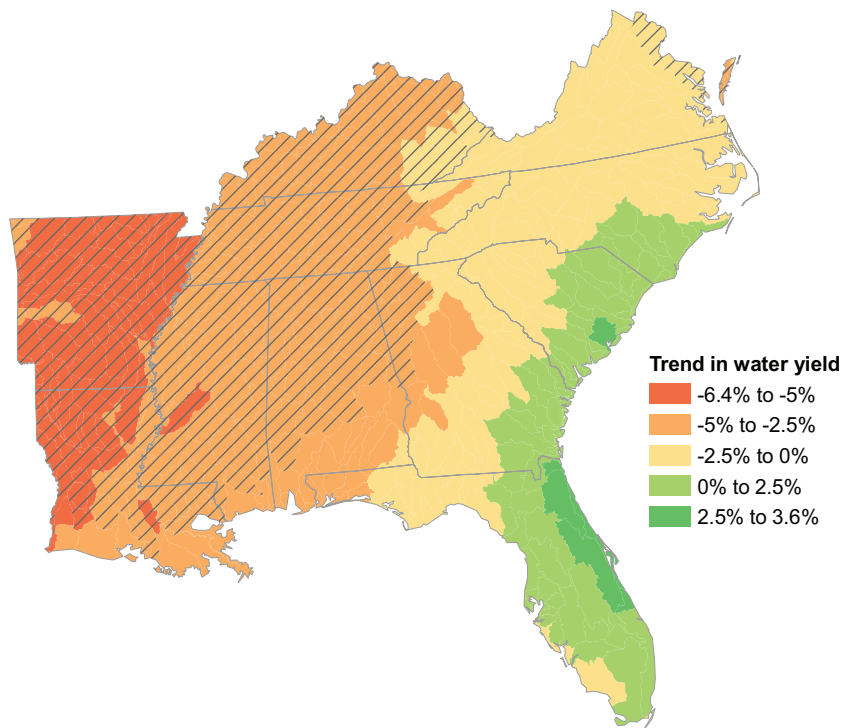 Trend in water yield
-6.4% to -5%
-5% to -2.5%
-2.5% to 0%
0% to 2.5%
2.5% to 3.6%